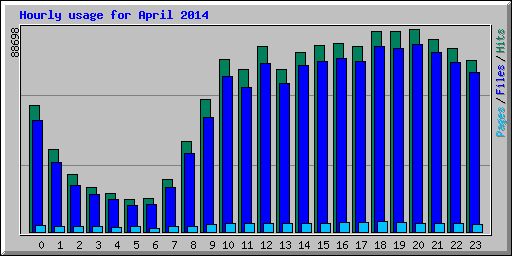 Hourly usage for April 2014
88698
Pages/Files/Hits
0 1 2 3 4 5 6 7 8 9 10 11 12 13 14 15 16 17 18 19 20 21 22 23